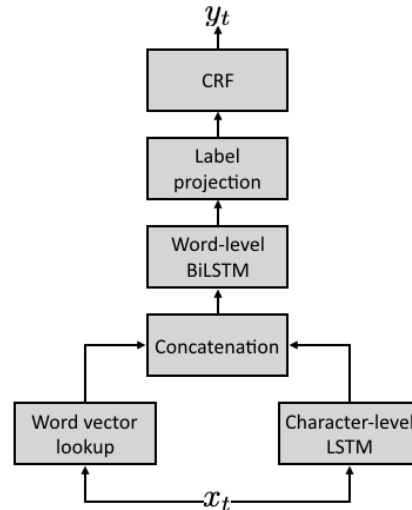 y_t
CRF
Label
projection
Word-level
BiLSTM
Concatenation
Word vector
lookup
Character-level
LSTM
x_t